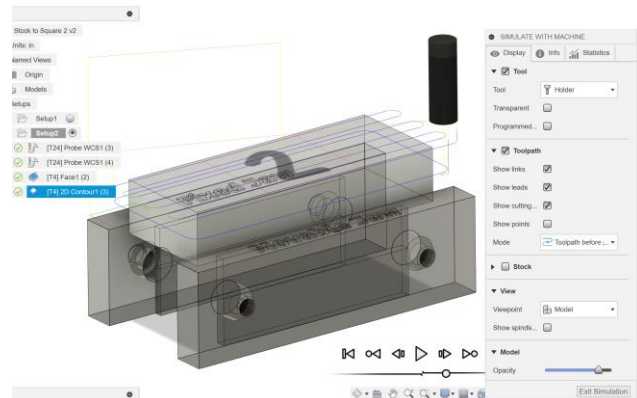 Stock to Square 2 v2
Units: in
Named Views
Origin
Models
Setups
Setup1
Setup2
[T24] Probe WCS1 (3)
[T24] Probe WCS1 (4)
[T4] Face1 (2)
[T4] 2D Contour1 (3)
2
SIMULATE WITH MACHINE
Display
Info
Statistics
Tool
Tool
Holder
Transparent
Programmed...
Toolpath
Show links
Show leads
Show cutting...
Show points
Mode
Toolpath before ...
Stock
View
Viewpoint
Model
Show spindl...
Model
Opacity
Exit Simulation